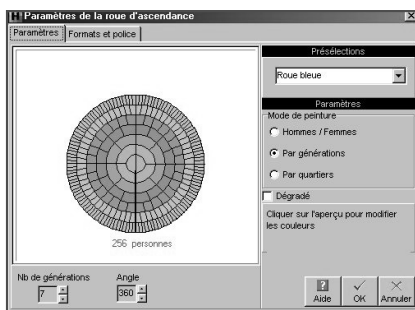 Paramètres de la roue d'ascendance
Paramètres
Formats et police
Présélections
Roue bleue
Paramètres
Mode de peinture
Hommes / Femmes
Par générations
Par quartiers
Dégradé
Cliquer sur l'aperçu pour modifier
les couleurs
256 personnes
Nb de générations
Angle
7
360
Aide
OK
Annuler